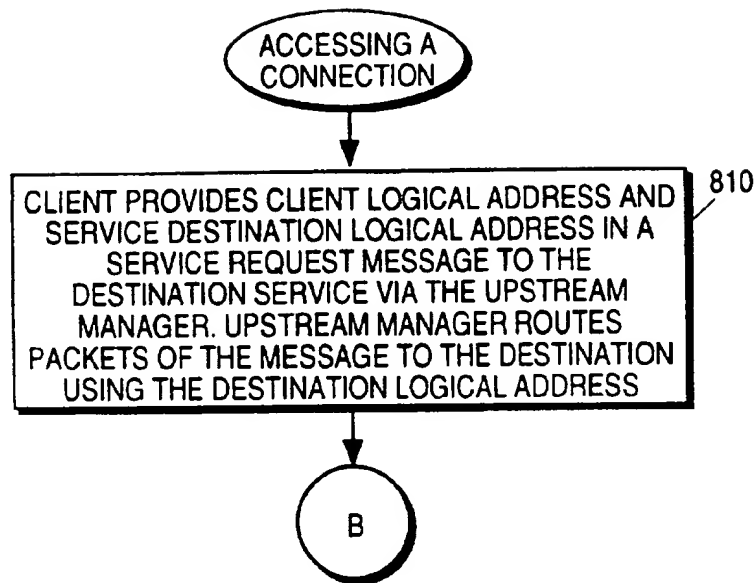 ACCESSING A
CONNECTION
810
CLIENT PROVIDES CLIENT LOGICAL ADDRESS AND
SERVICE DESTINATION LOGICAL ADDRESS IN A
SERVICE REQUEST MESSAGE TO THE
DESTINATION SERVICE VIA THE UPSTREAM
MANAGER. UPSTREAM MANAGER ROUTES
PACKETS OF THE MESSAGE TO THE DESTINATION
USING THE DESTINATION LOGICAL ADDRESS
B